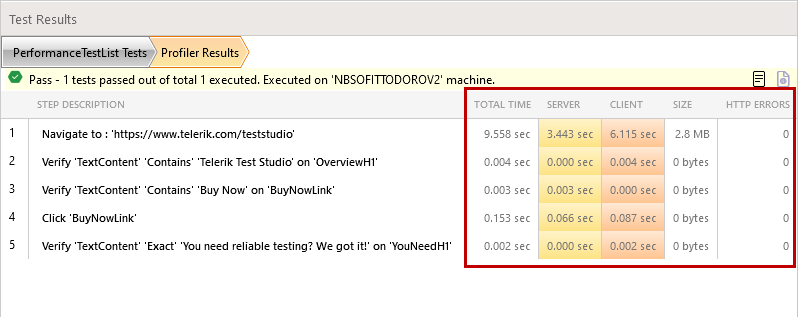 Test Results
PerformanceTestList Tests Profiler Results
Pass - 1 tests passed out of total 1 executed. Executed on 'NBSOFITTODOROV2' machine.
STEP DESCRIPTION TOTAL TIME SERVER CLIENT SIZE HTTP ERRORS
1 Navigate to : 'https://www.telerik.com/teststudio' 9.558 sec 3.443 sec 6.115 sec 2.8 MB 0
2 Verify 'TextContent' 'Contains' 'Telerik Test Studio' on 'OverviewH1' 0.004 sec 0.000 sec 0.004 sec 0 bytes 0
3 Verify 'TextContent' 'Contains' 'Buy Now' on 'BuyNowLink' 0.003 sec 0.003 sec 0.000 sec 0 bytes 0
4 Click 'BuyNowLink' 0.153 sec 0.066 sec 0.087 sec 0 bytes 0
5 Verify 'TextContent' 'Exact' 'You need reliable testing? We got it!' on 'YouNeedH1' 0.002 sec 0.000 sec 0.002 sec 0 bytes 0